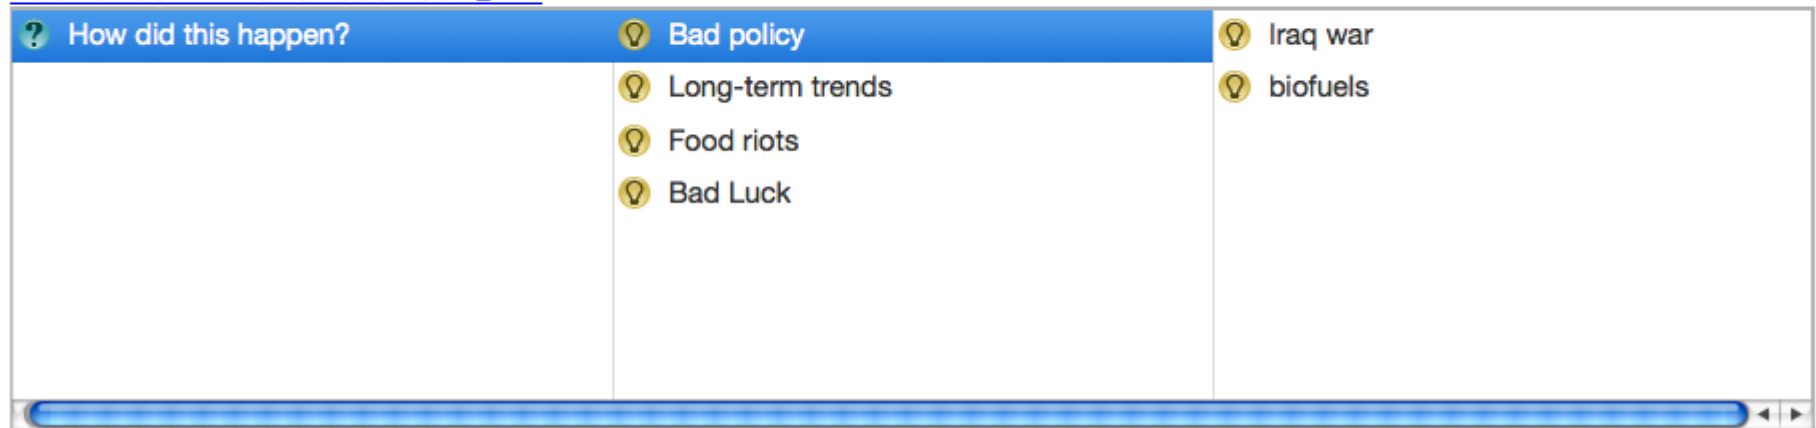 How did this happen?
Bad policy
Long-term trends
Food riots
Bad Luck
Iraq war
biofuels